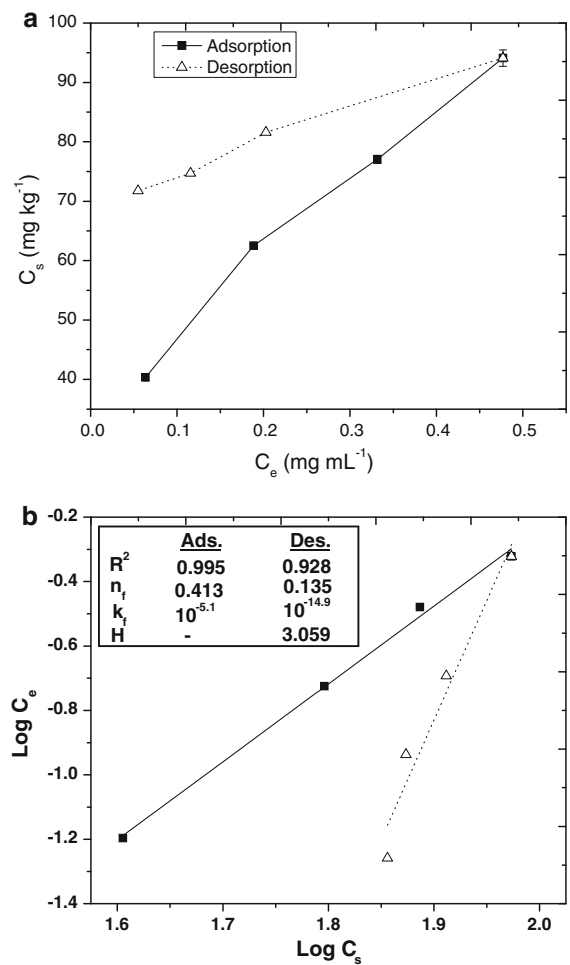 a
Adsorption
Desorption
100
90
80
70
60
50
40
C_s (mg kg⁻¹)
0.0 0.1 0.2 0.3 0.4 0.5
C_e (mg mL⁻¹)
b
Ads. Des.
R² 0.995 0.928
n_f 0.413 0.135
k_f 10^-5.1 10^-14.9
H - 3.059
-0.2
-0.4
-0.6
-0.8
-1.0
-1.2
-1.4
Log C_e
1.6 1.7 1.8 1.9 2.0
Log C_s